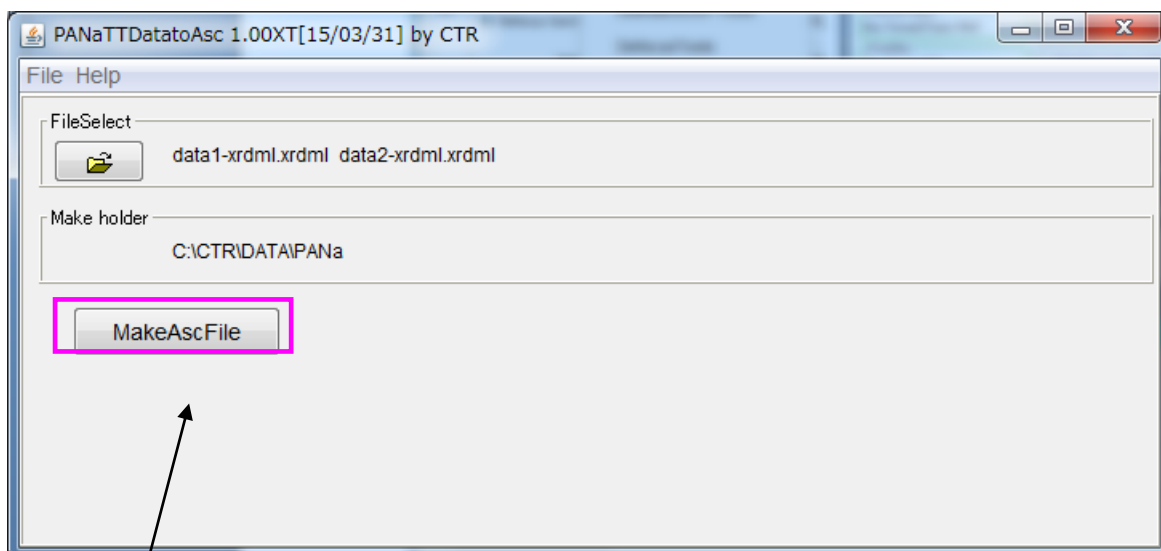 PANaTTDatatoAsc 1.00XT[15/03/31] by CTR
File Help
FileSelect
data1-xrdml.xrdml data2-xrdml.xrdml
Make holder
C:\CTR\DATA\PANa
MakeAscFile